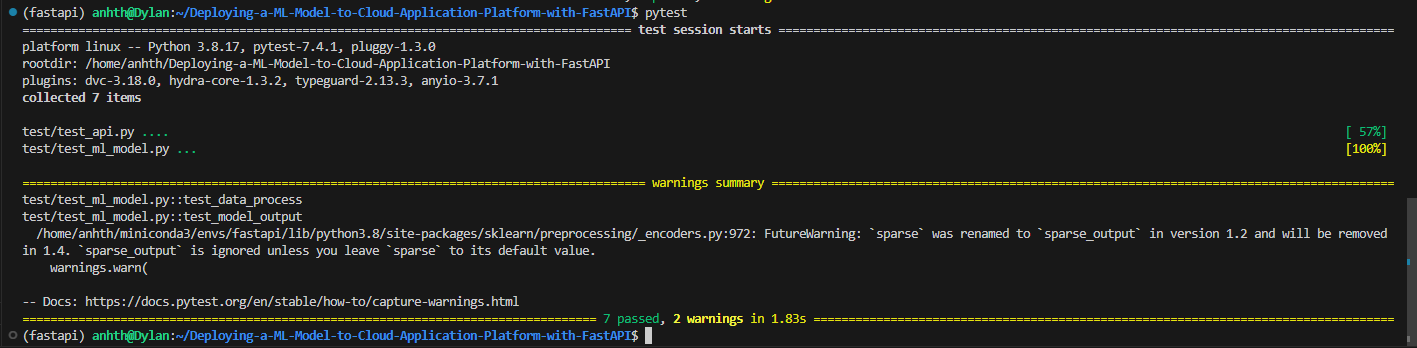 (fastapi) anhth@Dylan:~/Deploying-a-ML-Model-to-Cloud-Application-Platform-with-FastAPI$ pytest
======================================================================================= test session starts ========================================================================================
platform linux -- Python 3.8.17, pytest-7.4.1, pluggy-1.3.0
rootdir: /home/anhth/Deploying-a-ML-Model-to-Cloud-Application-Platform-with-FastAPI
plugins: dvc-3.18.0, hydra-core-1.3.2, typeguard-2.13.3, anyio-3.7.1
collected 7 items
test/test_api.py .... [ 57%]
test/test_ml_model.py ... [100%]
========================================================================================= warnings summary =========================================================================================
test/test_ml_model.py::test_data_process
test/test_ml_model.py::test_model_output
/home/anhth/miniconda3/envs/fastapi/lib/python3.8/site-packages/sklearn/preprocessing/_encoders.py:972: FutureWarning: `sparse` was renamed to `sparse_output` in version 1.2 and will be removed
in 1.4. `sparse_output` is ignored unless you leave `sparse` to its default value.
warnings.warn(
-- Docs: https://docs.pytest.org/en/stable/how-to/capture-warnings.html
================================================================================== 7 passed, 2 warnings in 1.83s ===================================================================================
(fastapi) anhth@Dylan:~/Deploying-a-ML-Model-to-Cloud-Application-Platform-with-FastAPI$